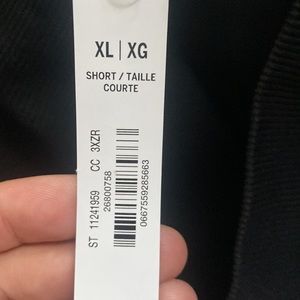 XL | XG
SHORT / TAILLE
COURTE
ST 11241959 CC 3XZR
26800758
0667559285663